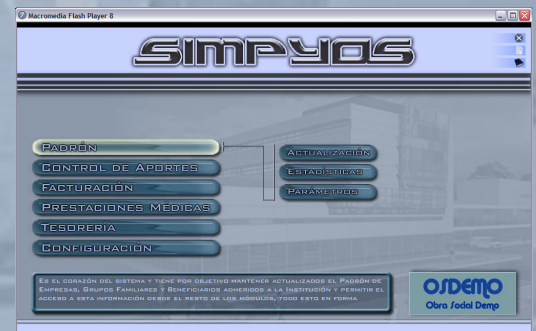 Macromedia Flash Player 8
SIMPYOS
Padrón
Control de Aportes
Facturación
Prestaciones Médicas
Tesorería
Configuración
Actualización
Estadísticas
Parámetros
Es el corazón del sistema y tiene por objetivo mantener actualizados el Padrón de
Empresas, Grupos Familiares y Beneficiarios adheridos a la Institución y permitir el
acceso a esta información desde el resto de los módulos, todo esto en forma
OSDEMO
Obra Social Demo